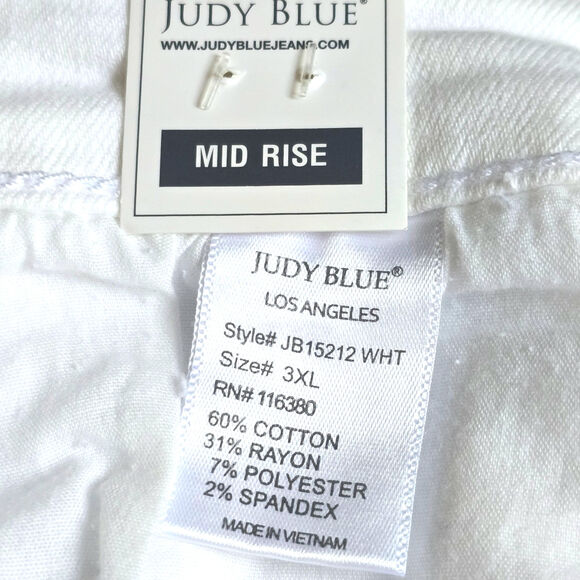 JUDY BLUE®
WWW.JUDYBLUEJEANS.COM
MID RISE
JUDY BLUE®
LOS ANGELES
Style# JB15212 WHT
Size# 3XL
RN# 116380
60% COTTON
31% RAYON
7% POLYESTER
2% SPANDEX
MADE IN VIETNAM